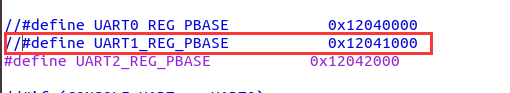 //#define UART0_REG_PBASE 0x12040000
//#define UART1_REG_PBASE 0x12041000
#define UART2_REG_PBASE 0x12042000